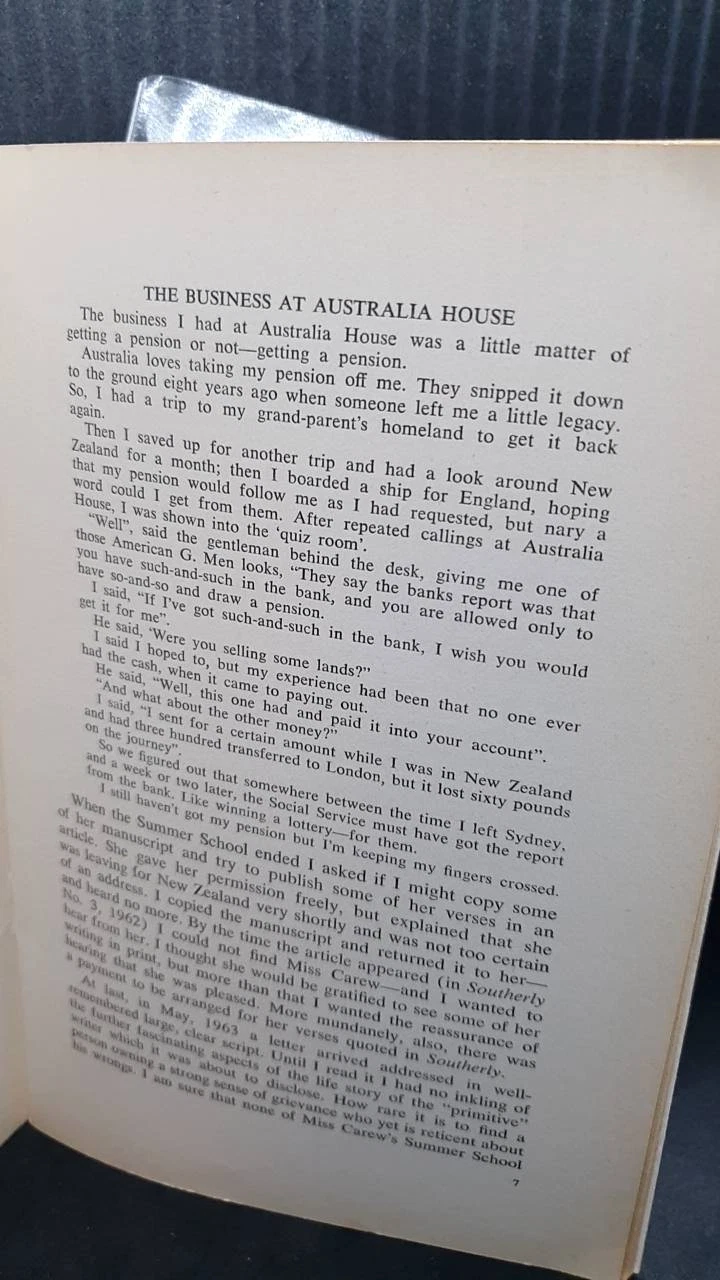 THE BUSINESS AT AUSTRALIA HOUSE
The business I had at Australia House was a little matter of
getting a pension or not—getting a pension.
Australia loves taking my pension off me. They snipped it down
to the ground eight years ago when someone left me a little legacy.
So, I had a trip to my grand-parent's homeland to get it back
again.
Then I saved up for another trip and had a look around New
Zealand for a month; then I boarded a ship for England, hoping
that my pension would follow me as I had requested, but nary a
word could I get from them. After repeated callings at Australia
House, I was shown into the 'quiz room'.
"Well", said the gentleman behind the desk, giving me one of
those American G. Men looks, "They say the banks report was that
you have such-and-such in the bank, and you are allowed only to
have so-and-so and draw a pension.
I said, "If I've got such-and-such in the bank, I wish you would
get it for me".
He said, 'Were you selling some lands?"
I said I hoped to, but my experience had been that no one ever
had the cash, when it came to paying out.
He said, "Well, this one had and paid it into your account".
"And what about the other money?"
I said, "I sent for a certain amount while I was in New Zealand
and had three hundred transferred to London, but it lost sixty pounds
on the journey".
So we figured out that somewhere between the time I left Sydney,
and a week or two later, the Social Service must have got the report
from the bank. Like winning a lottery—for them.
I still haven't got my pension but I'm keeping my fingers crossed.
When the Summer School ended I asked if I might copy some
of her manuscript and try to publish some of her verses in an
article. She gave her permission freely, but explained that she
was leaving for New Zealand very shortly and was not too certain
of an address. I copied the manuscript and returned it to her—
and heard no more. By the time the article appeared (in Southerly
No. 3, 1962) I could not find Miss Carew—and I wanted to
hear from her. I thought she would be gratified to see some of her
writing in print, but more than that I wanted the reassurance of
hearing that she was pleased. More mundanely, also, there was
a payment to be arranged for her verses quoted in Southerly.
At last, in May, 1963 a letter arrived addressed in well-
remembered large, clear script. Until I read it I had no inkling of
the further fascinating aspects of the life story of the "primitive"
writer which it was about to disclose. How rare it is to find a
person owning a strong sense of grievance who yet is reticent about
his wrongs. I am sure that none of Miss Carew's Summer School
7